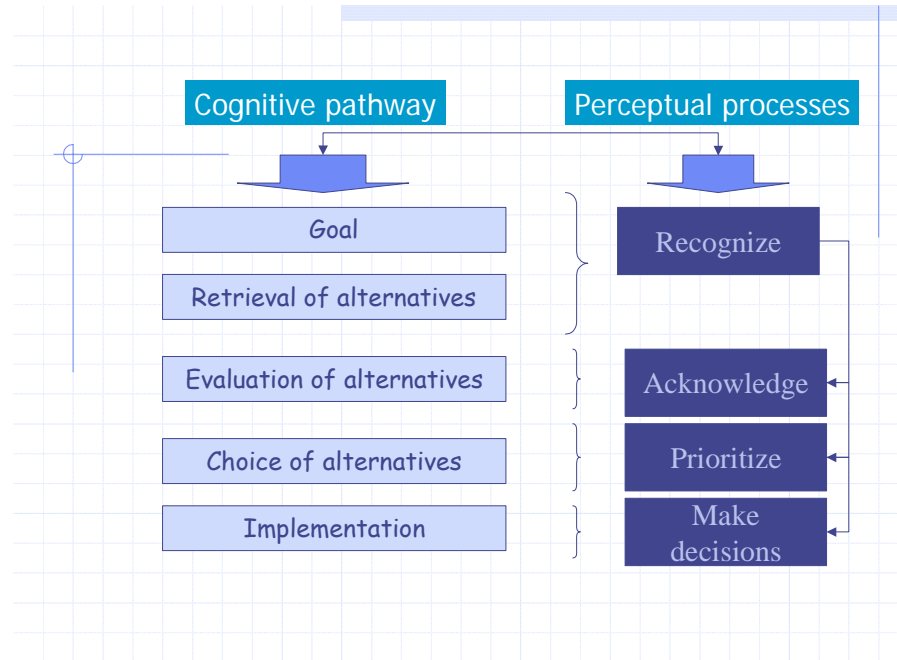 Cognitive pathway
Perceptual processes
Goal
Retrieval of alternatives
Evaluation of alternatives
Choice of alternatives
Implementation
Recognize
Acknowledge
Prioritize
Make
decisions